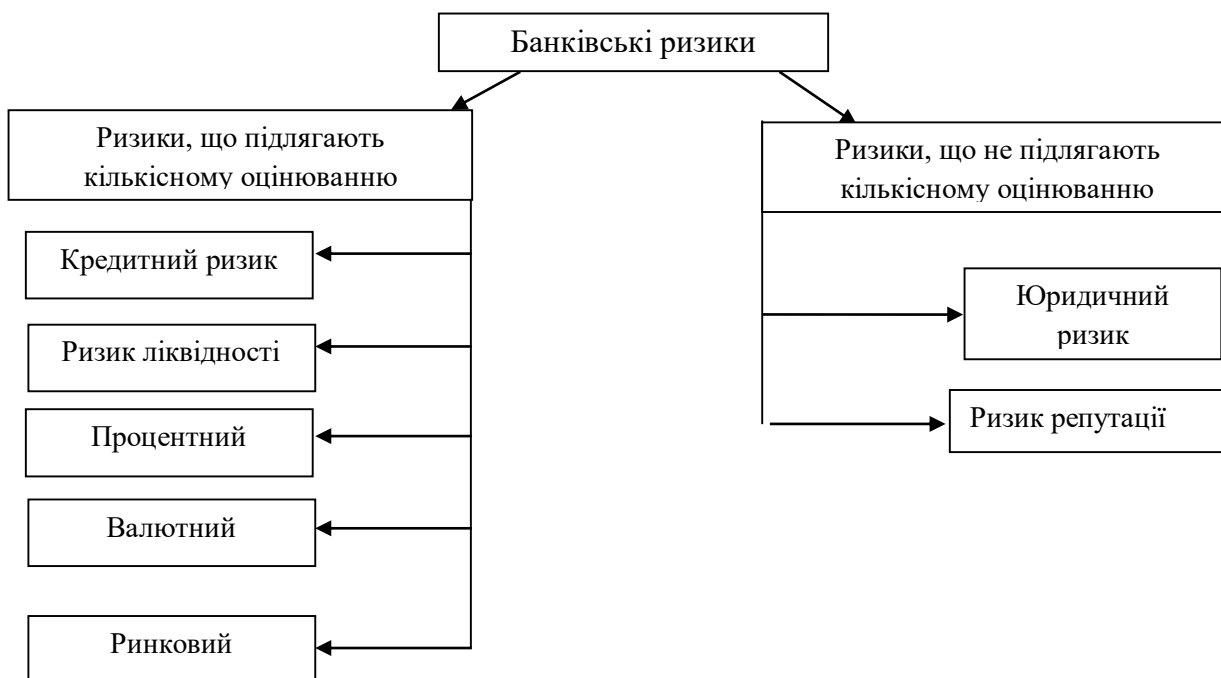 Банківські ризики
Ризики, що підлягають
кількісному оцінюванню
Ризики, що не підлягають
кількісному оцінюванню
Кредитний ризик
Ризик ліквідності
Процентний
Валютний
Ринковий
Юридичний
ризик
Ризик репутації